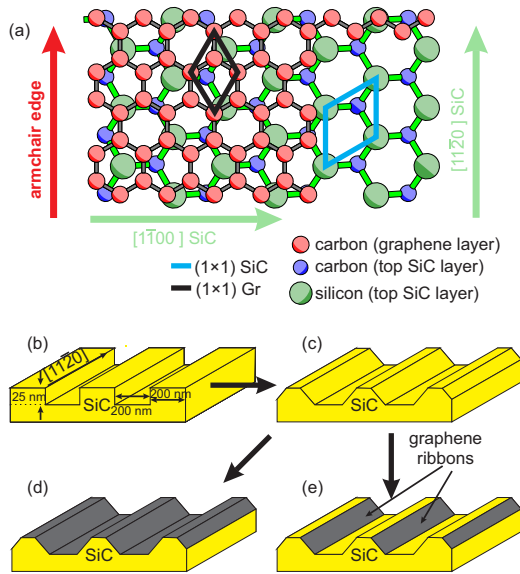 (a)
armchair edge
[112̅0 ] SiC
[11̅00 ] SiC
(1×1) SiC
(1×1) Gr
carbon (graphene layer)
carbon (top SiC layer)
silicon (top SiC layer)
(b)
[112̅0]
25 nm
200 nm
200 nm
SiC
(c)
SiC
graphene
ribbons
(d)
SiC
(e)
SiC